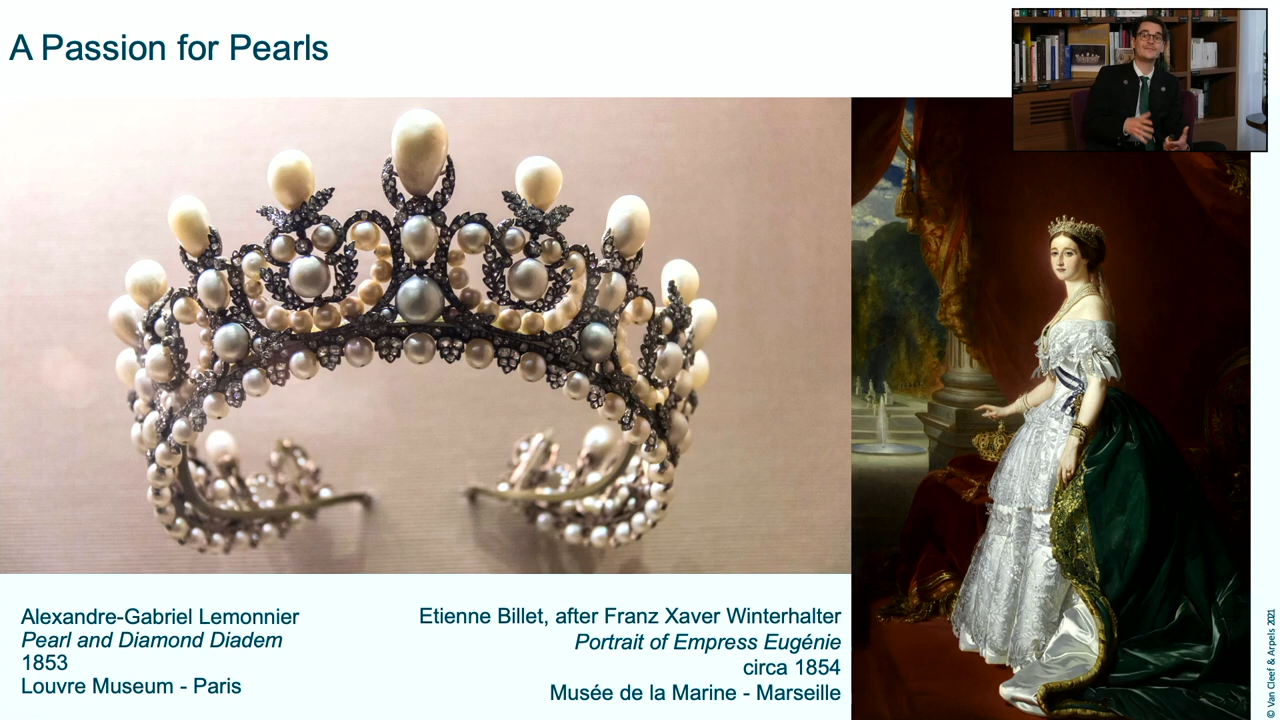 A Passion for Pearls
Alexandre-Gabriel Lemonnier
Pearl and Diamond Diadem
1853
Louvre Museum - Paris
Etienne Billet, after Franz Xaver Winterhalter
Portrait of Empress Eugénie
circa 1854
Musée de la Marine - Marseille
© Van Cleef & Arpels 2021